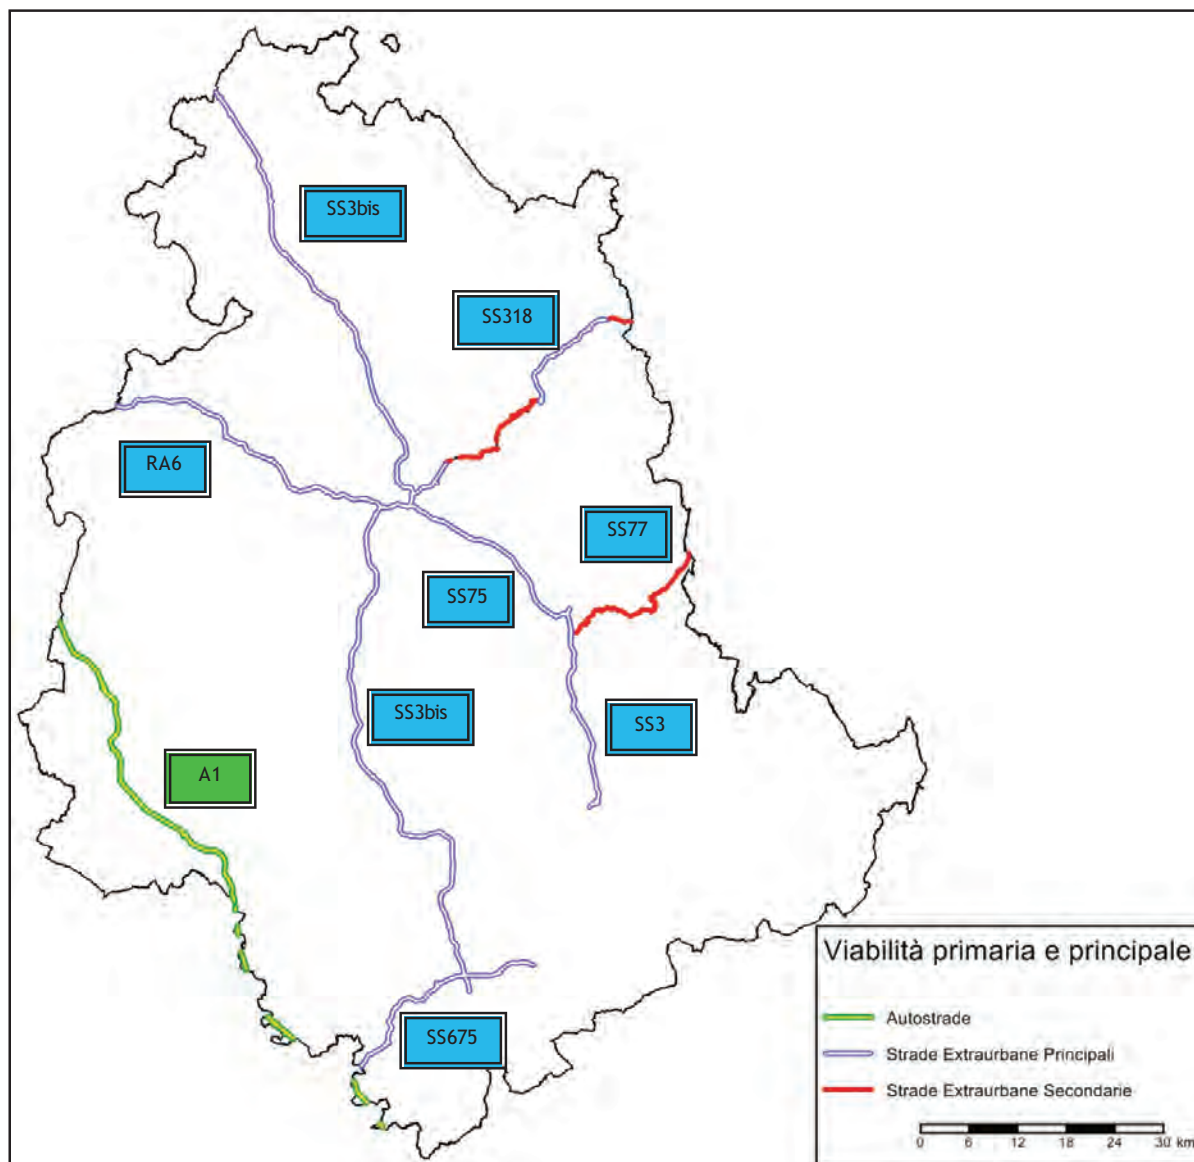 SS3bis
SS318
RA6
SS77
SS75
SS3bis
SS3
A1
SS675
Viabilità primaria e principale
Autostrade
Strade Extraurbane Principali
Strade Extraurbane Secondarie
0 6 12 18 24 30 km